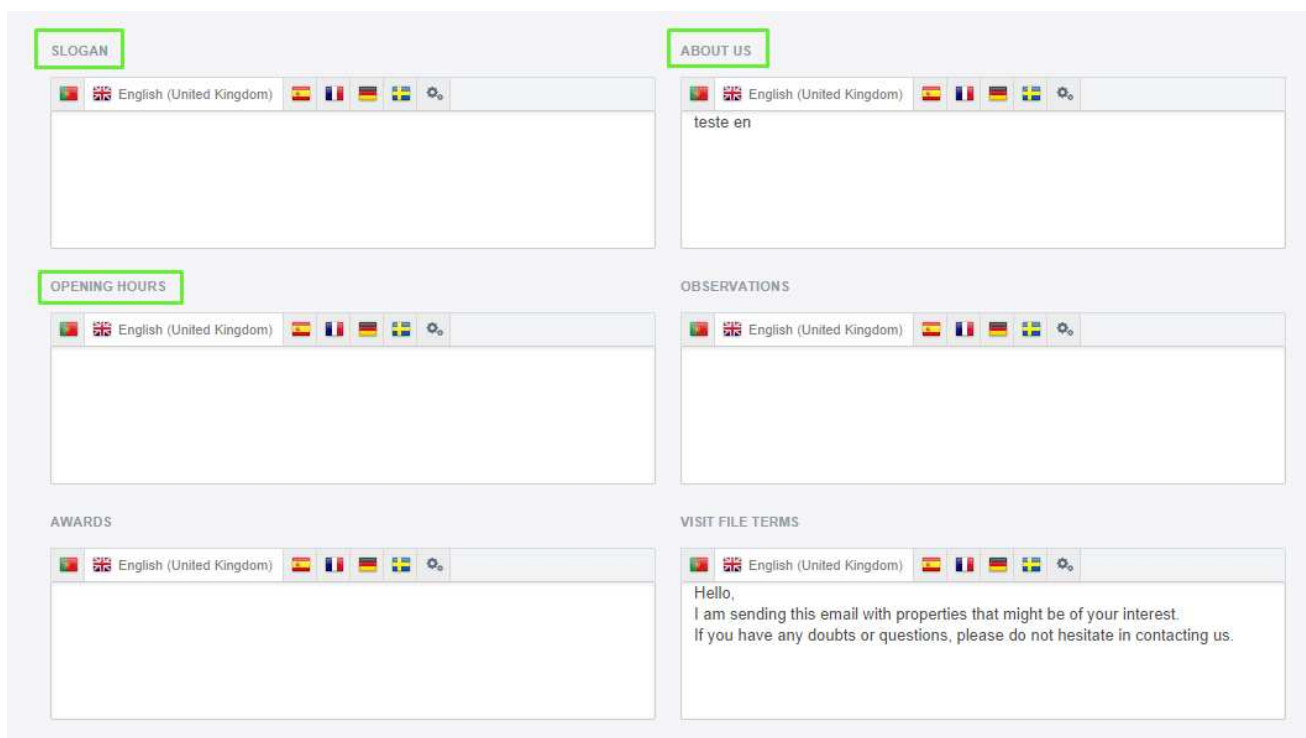 SLOGAN
ABOUT US
English (United Kingdom)
English (United Kingdom)
teste en
OPENING HOURS
OBSERVATIONS
English (United Kingdom)
English (United Kingdom)
AWARDS
VISIT FILE TERMS
English (United Kingdom)
English (United Kingdom)
Hello,
I am sending this email with properties that might be of your interest.
If you have any doubts or questions, please do not hesitate in contacting us.